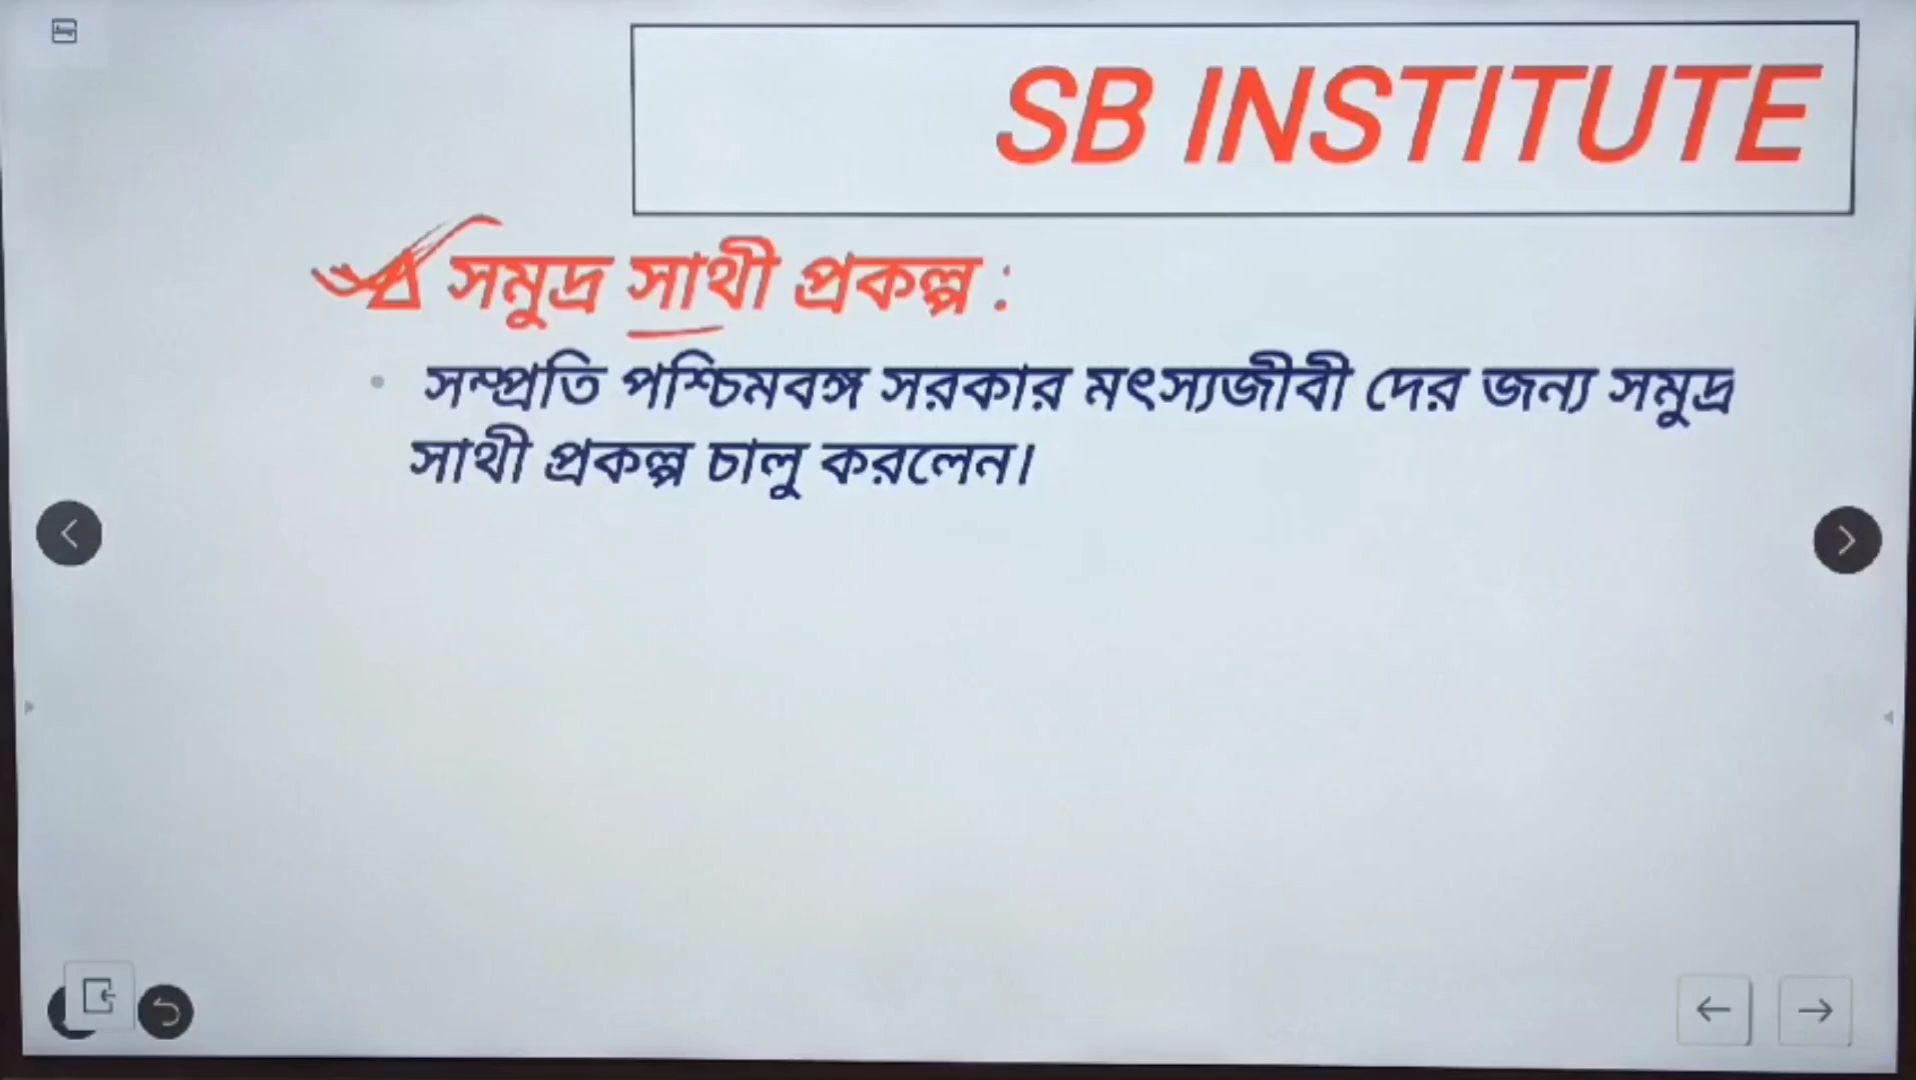 SB INSTITUTE
সমুদ্র সাথী প্রকল্প :
সম্প্রতি পশ্চিমবঙ্গ সরকার মৎস্যজীবী দের জন্য সমুদ্র
সাথী প্রকল্প চালু করলেন।